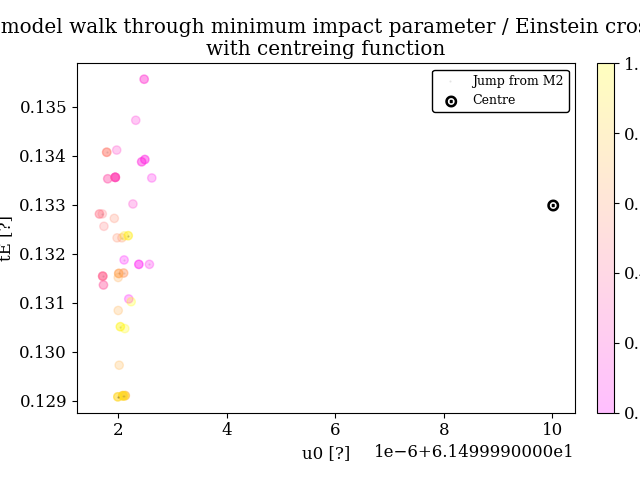 model walk through minimum impact parameter / Einstein
with centreing function
Jump from M2
Centre
0.135
0.134
0.133
0.132
0.131
0.130
0.129
tE [?]
2
4
6
8
10
u0 [?]
1e−6+6.1499990000e1